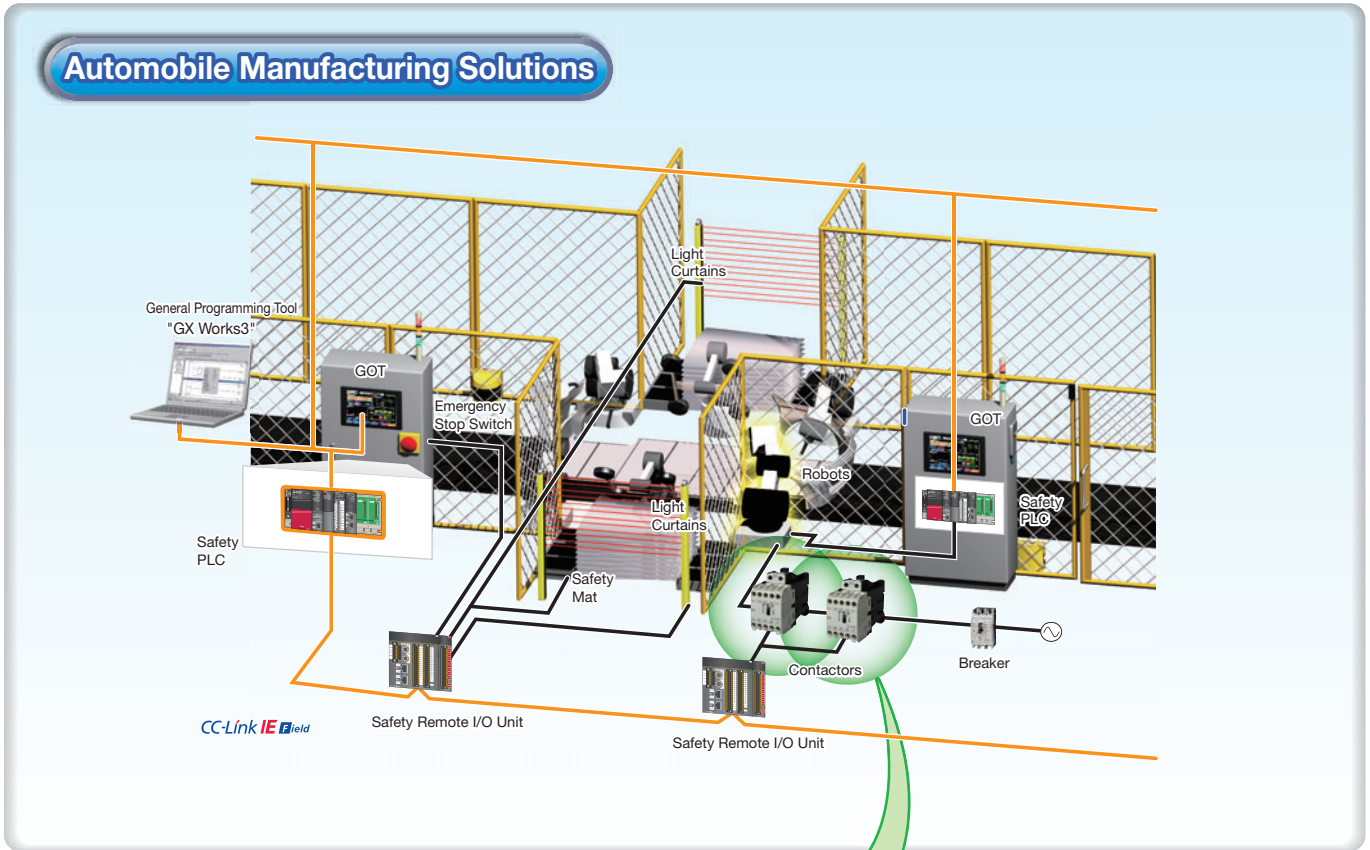 Automobile Manufacturing Solutions
Light
Curtains
General Programming Tool
"GX Works3"
GOT
Emergency
Stop Switch
GOT
Robots
Light
Curtains
Safety
PLC
Safety
PLC
Safety
Mat
Contactors
Breaker
Safety Remote I/O Unit
CC-Link IE Field
Safety Remote I/O Unit